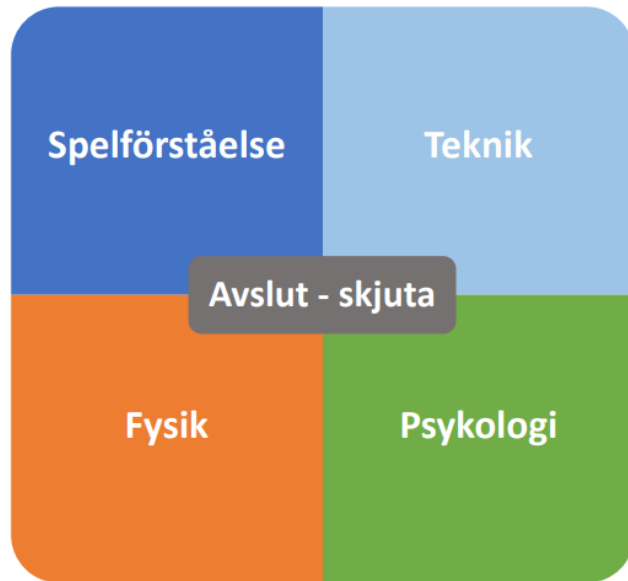 Spelförståelse
Teknik
Avslut - skjuta
Fysik
Psykologi